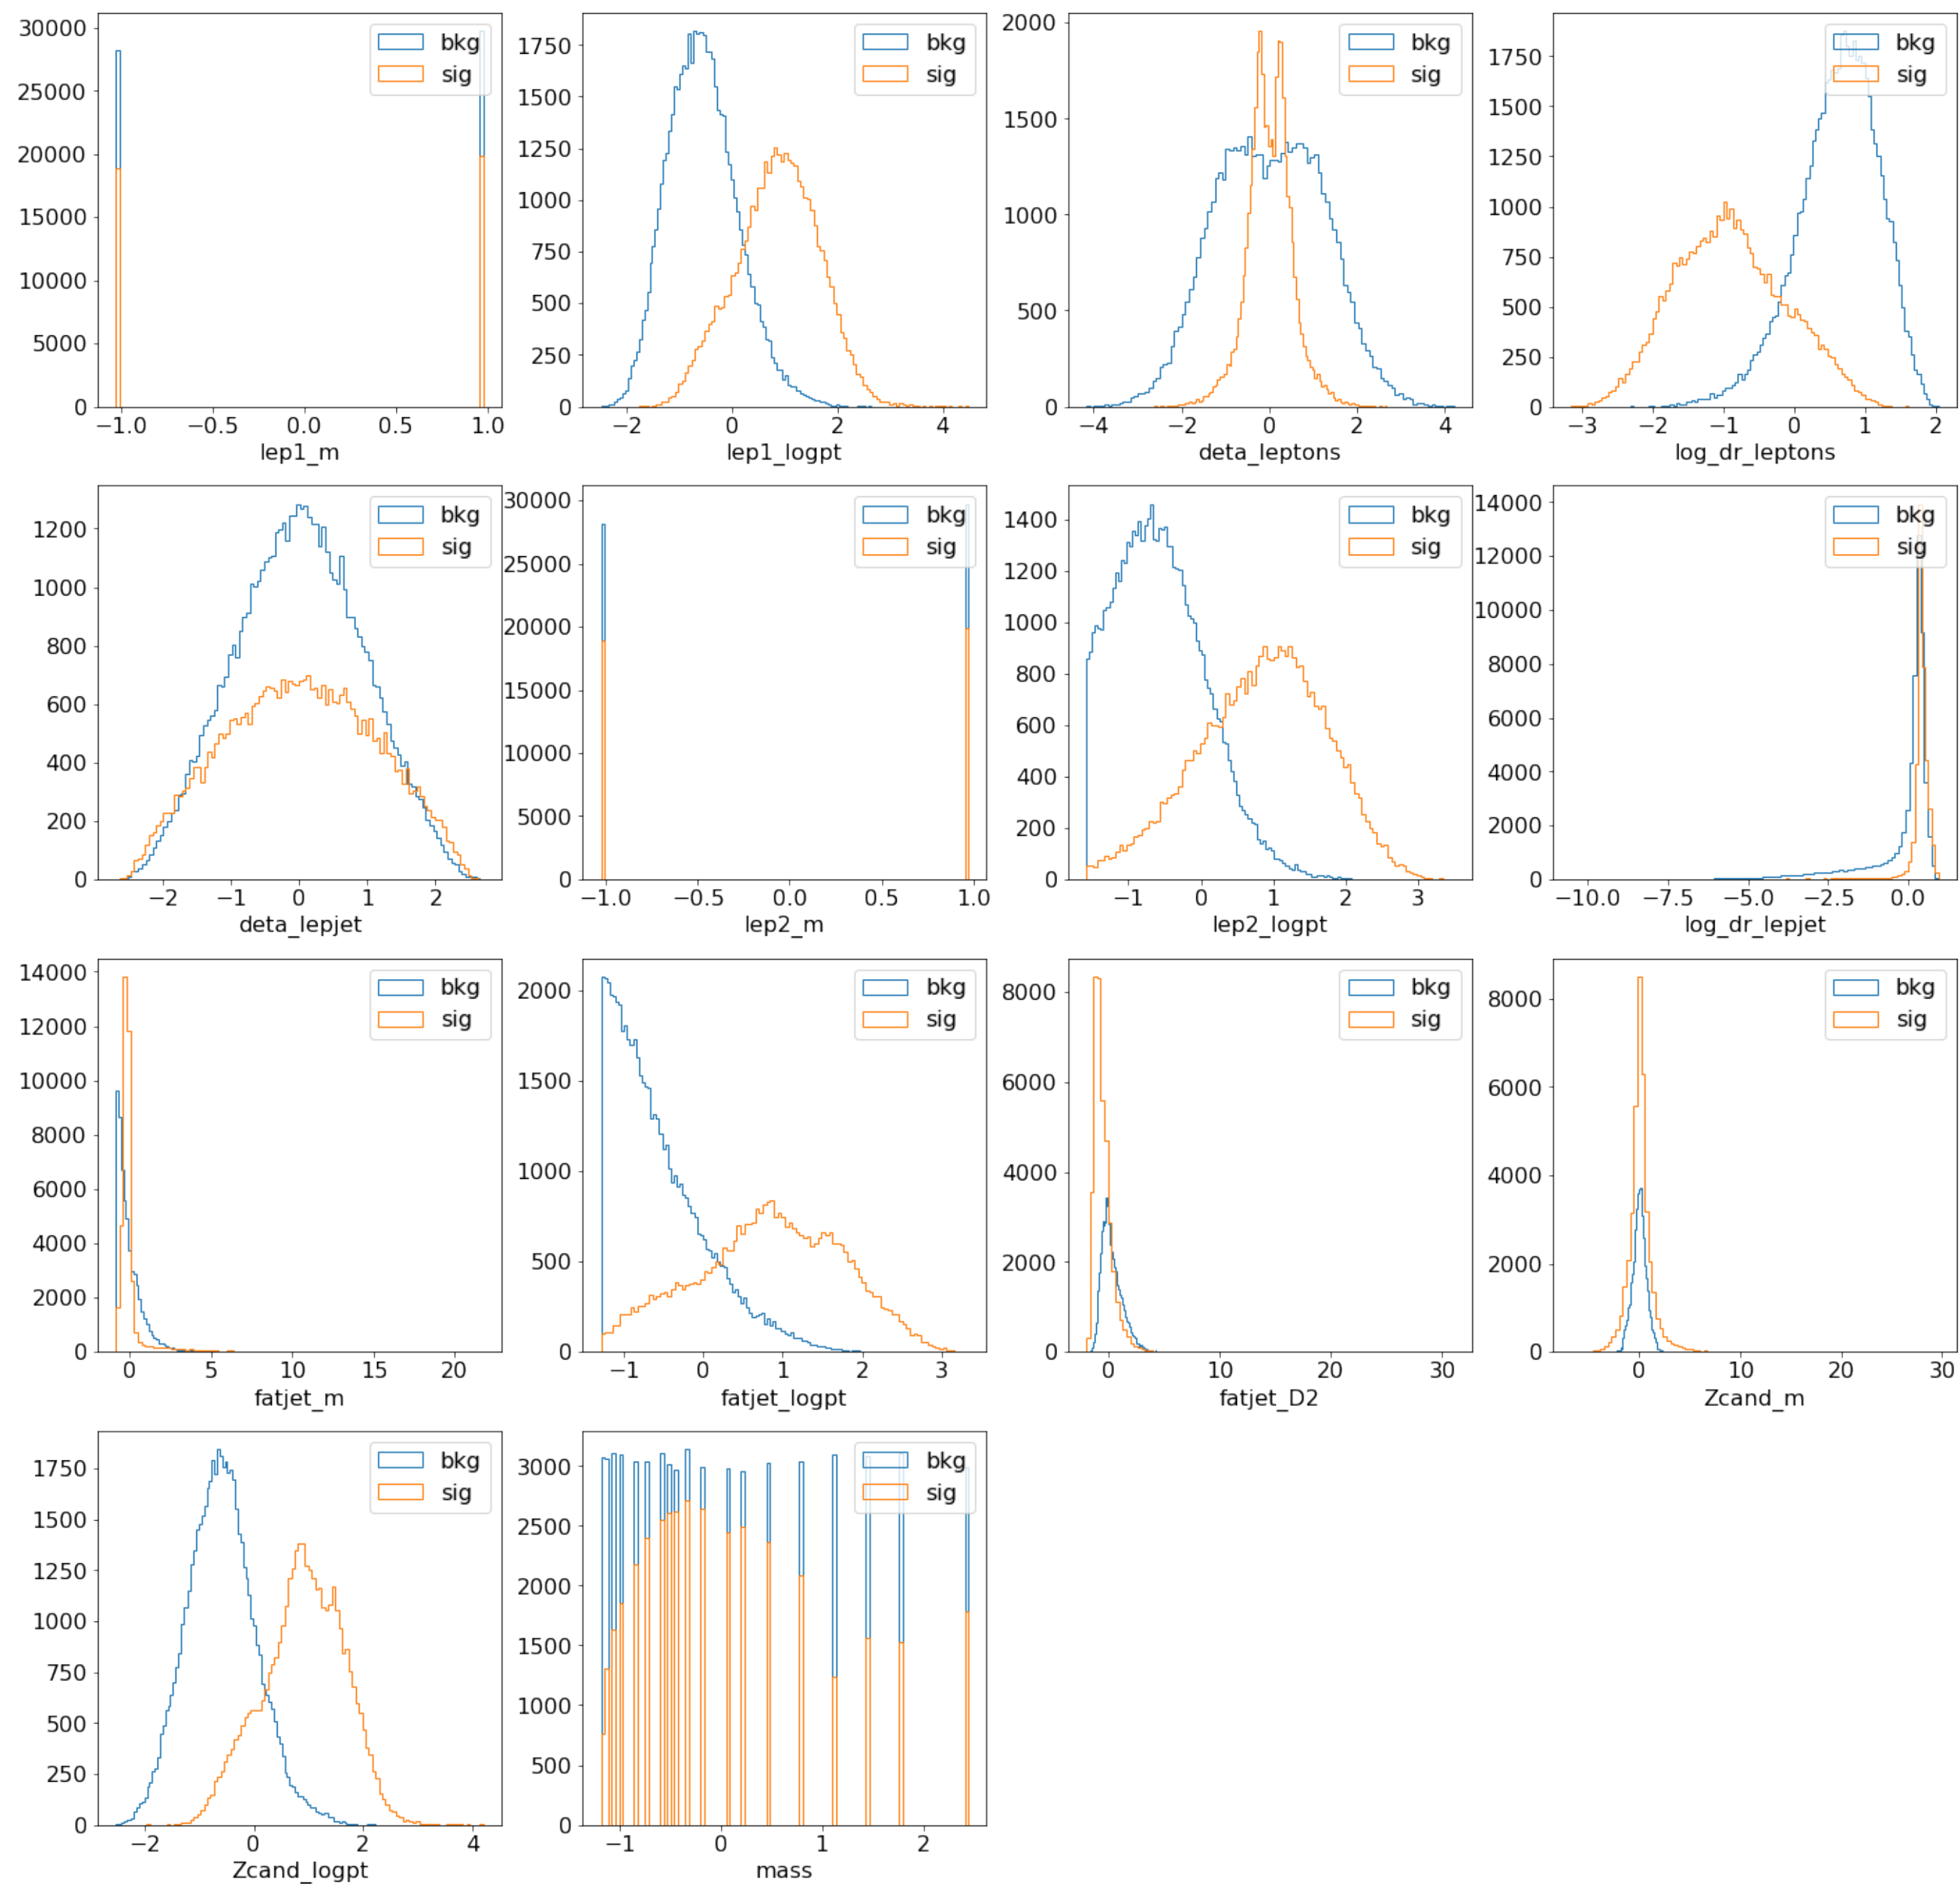 30000
25000
20000
15000
10000
5000
0
−1.0 −0.5 0.0 0.5 1.0
lep1_m
bkg
sig
1750
1500
1250
1000
750
500
250
0
−2 0 2 4
lep1_logpt
bkg
sig
2000
1500
1000
500
0
−4 −2 0 2 4
deta_leptons
bkg
sig
1750
1500
1250
1000
750
500
250
0
−3 −2 −1 0 1 2
log_dr_leptons
bkg
sig
1200
1000
800
600
400
200
0
−2 −1 0 1 2
deta_lepjet
bkg
sig
30000
25000
20000
15000
10000
5000
0
−1.0 −0.5 0.0 0.5 1.0
lep2_m
bkg
sig
1400
1200
1000
800
600
400
200
0
−1 0 1 2 3
lep2_logpt
bkg
sig
14000
12000
10000
8000
6000
4000
2000
0
−10.0 −7.5 −5.0 −2.5 0.0
log_dr_lepjet
bkg
sig
14000
12000
10000
8000
6000
4000
2000
0
0 5 10 15 20
fatjet_m
bkg
sig
2000
1500
1000
500
0
−1 0 1 2 3
fatjet_logpt
bkg
sig
8000
6000
4000
2000
0
0 10 20 30
fatjet_D2
bkg
sig
8000
6000
4000
2000
0
0 10 20 30
Zcand_m
bkg
sig
1750
1500
1250
1000
750
500
250
0
−2 0 2 4
Zcand_logpt
bkg
sig
3000
2500
2000
1500
1000
500
0
−1 0 1 2
mass
bkg
sig